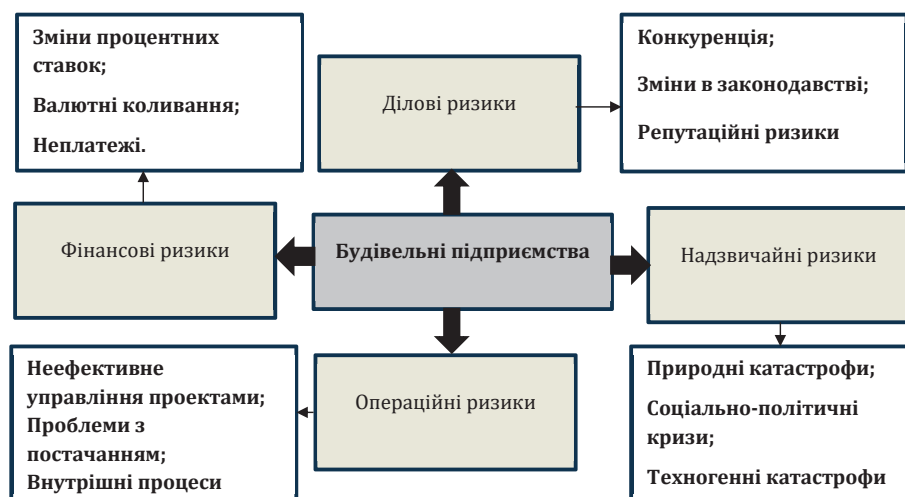 Зміни процентних
ставок;
Валютні коливання;
Неплатежі.
Ділові ризики
Конкуренція;
Зміни в законодавстві;
Репутаційні ризики
Фінансові ризики
Будівельні підприємства
Надзвичайні ризики
Неефективне
управління проектами;
Проблеми з
постачанням;
Внутрішні процеси
Операційні ризики
Природні катастрофи;
Соціально-політичні
кризи;
Техногенні катастрофи